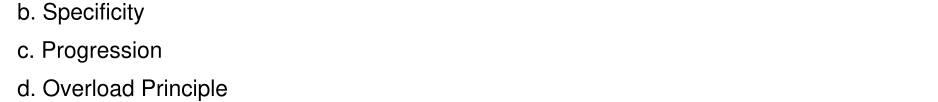 b. Specificity
c. Progression
d. Overload Principle